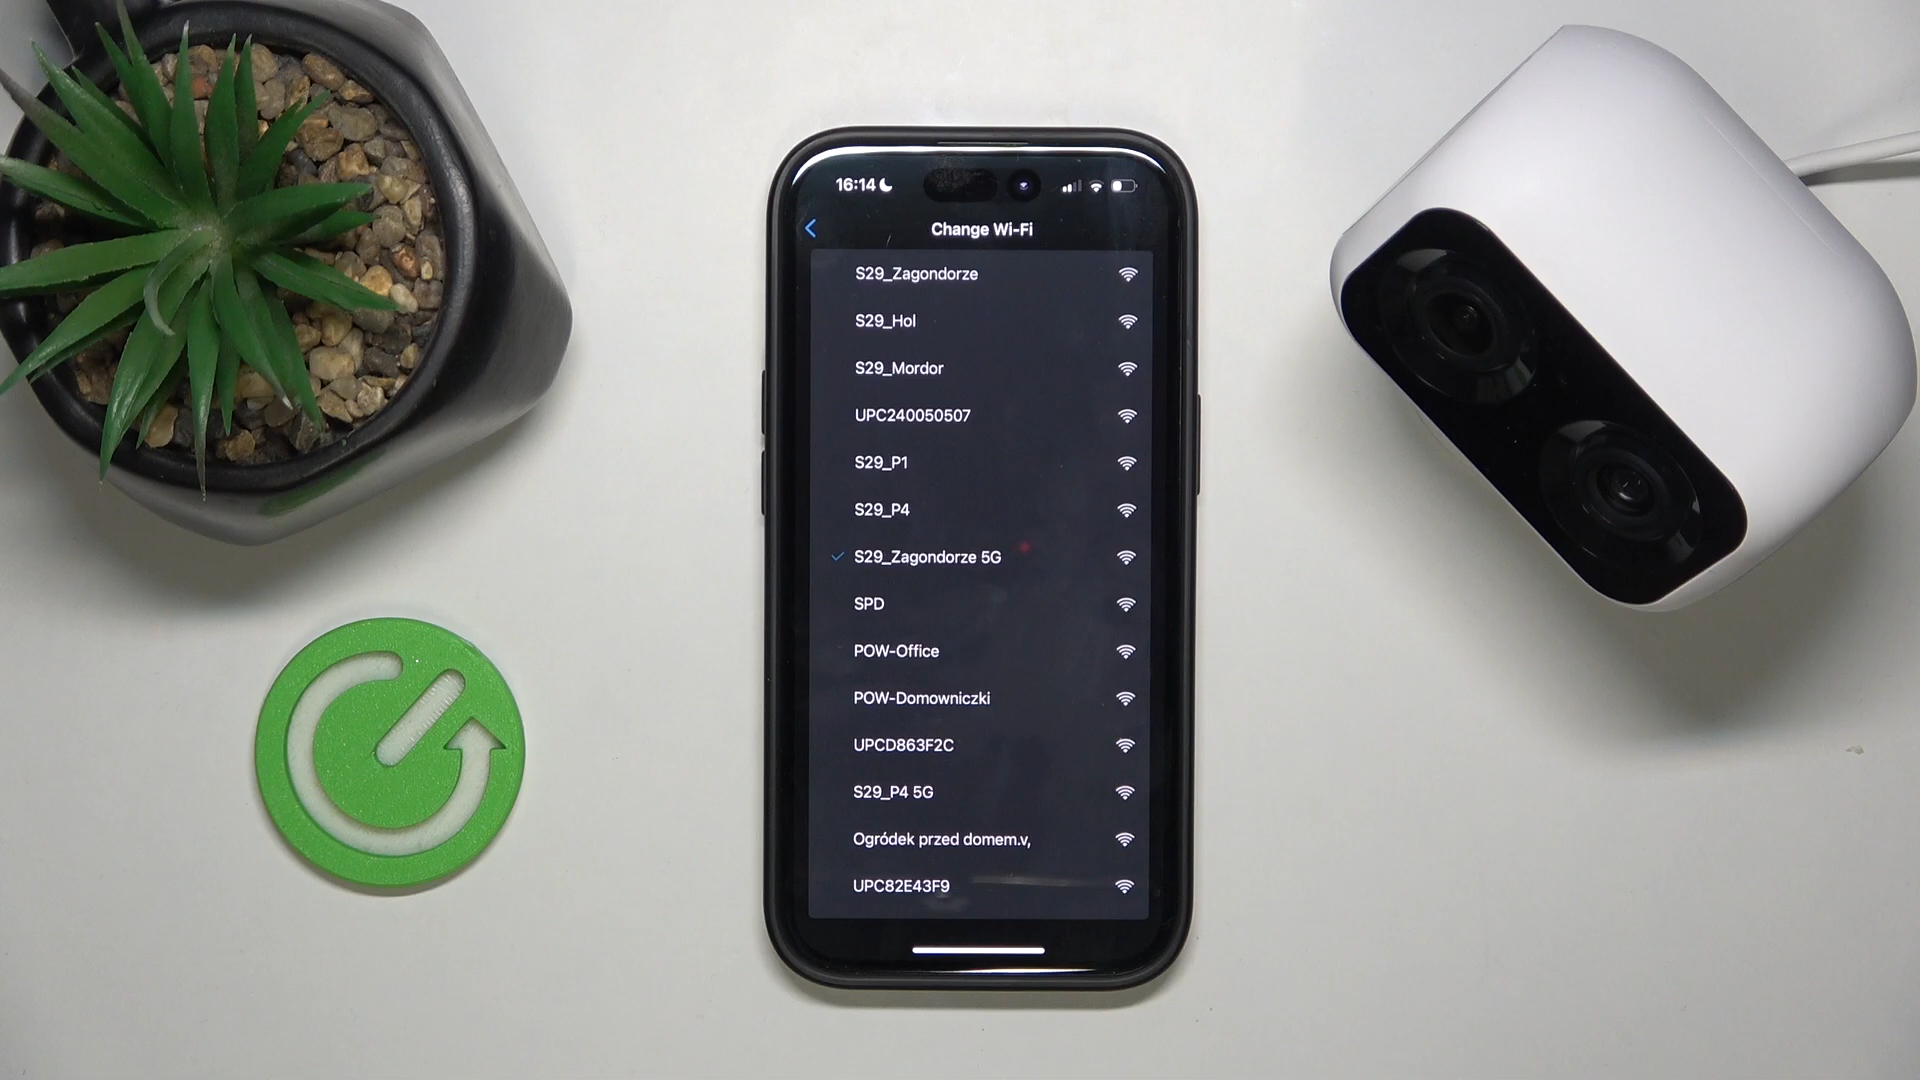 16:14
Change Wi-Fi
S29_Zagondorze
S29_Hol
S29_Mordor
UPC240050507
S29_P1
S29_P4
S29_Zagondorze 5G
SPD
POW-Office
POW-Domowniczki
UPCD863F2C
S29_P4 5G
Ogródek przed domem.v,
UPC82E43F9